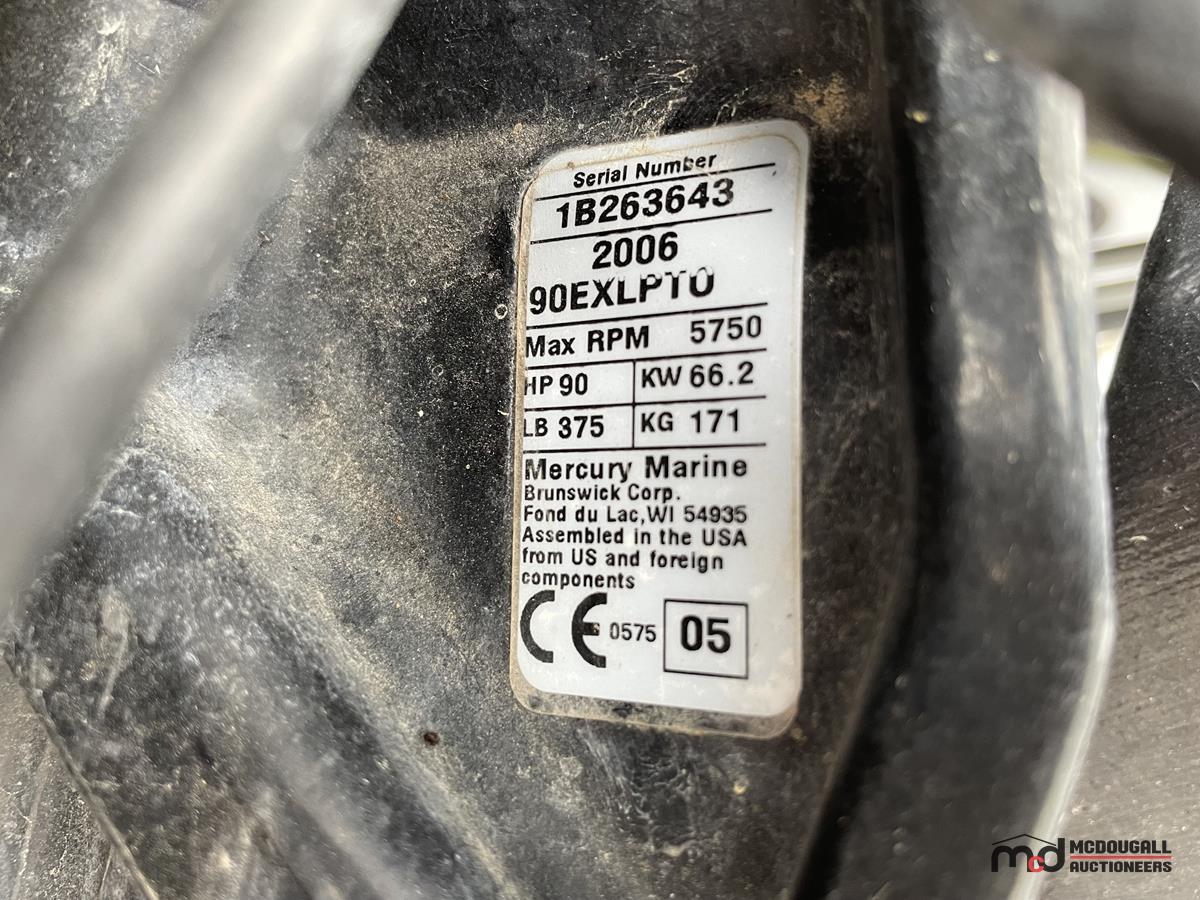 Serial Number
1B263643
2006
90EXLPTO
Max RPM 5750
HP 90 KW 66.2
LB 375 KG 171
Mercury Marine
Brunswick Corp.
Fond du Lac, WI 54935
Assembled in the USA
from US and foreign
components
CE 0575 05
mcd MCDOUGALL
AUCTIONEERS